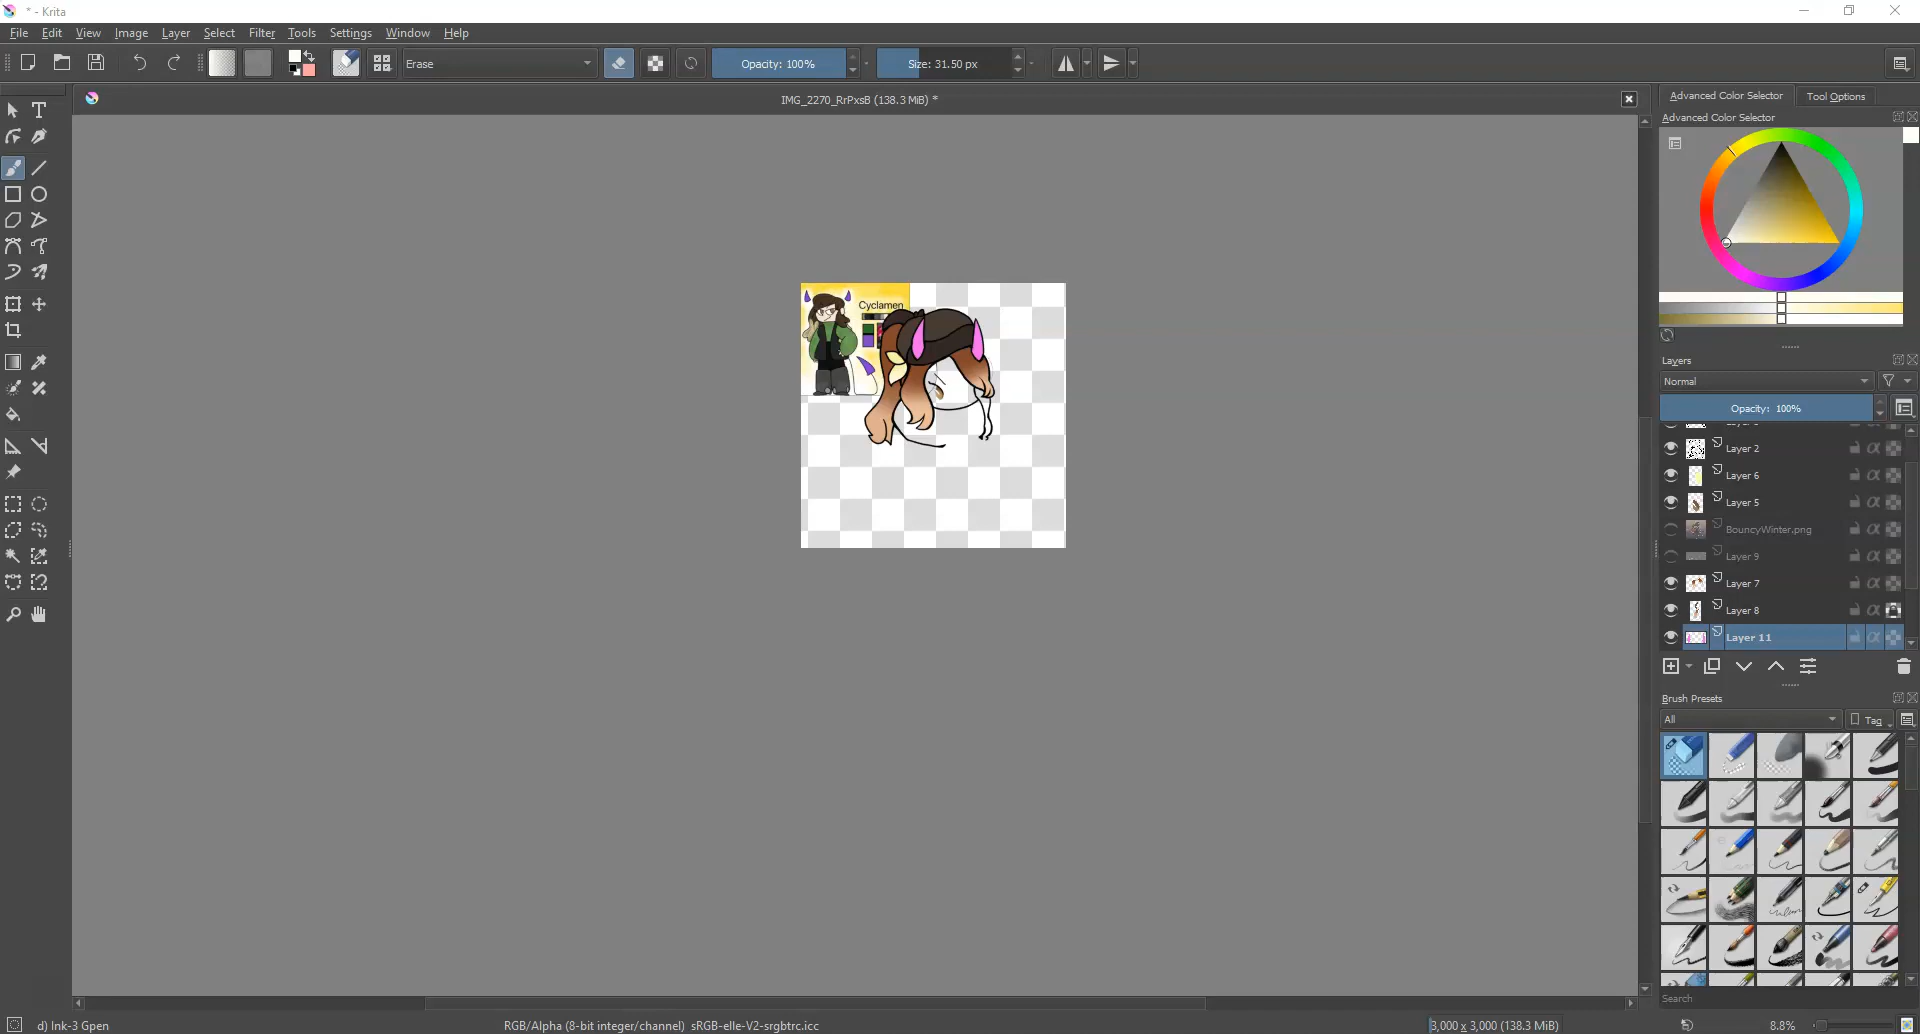 * - Krita
File Edit View Image Layer Select Filter Tools Settings Window Help
Erase Opacity: 100% Size: 31.50 px
IMG_2270_RrPxsB (138.3 MiB) *
Advanced Color Selector Tool Options
Advanced Color Selector
Cyclamen
Layers
Normal
Opacity: 100%
Layer 2
Layer 6
Layer 5
BouncyWinter.png
Layer 9
Layer 7
Layer 8
Layer 11
Brush Presets
All Tag
Search
d) Ink-3 Gpen RGB/Alpha (8-bit integer/channel) sRGB-elle-V2-srgbtrc.icc 3,000 x 3,000 (138.3 MiB) 8.8%